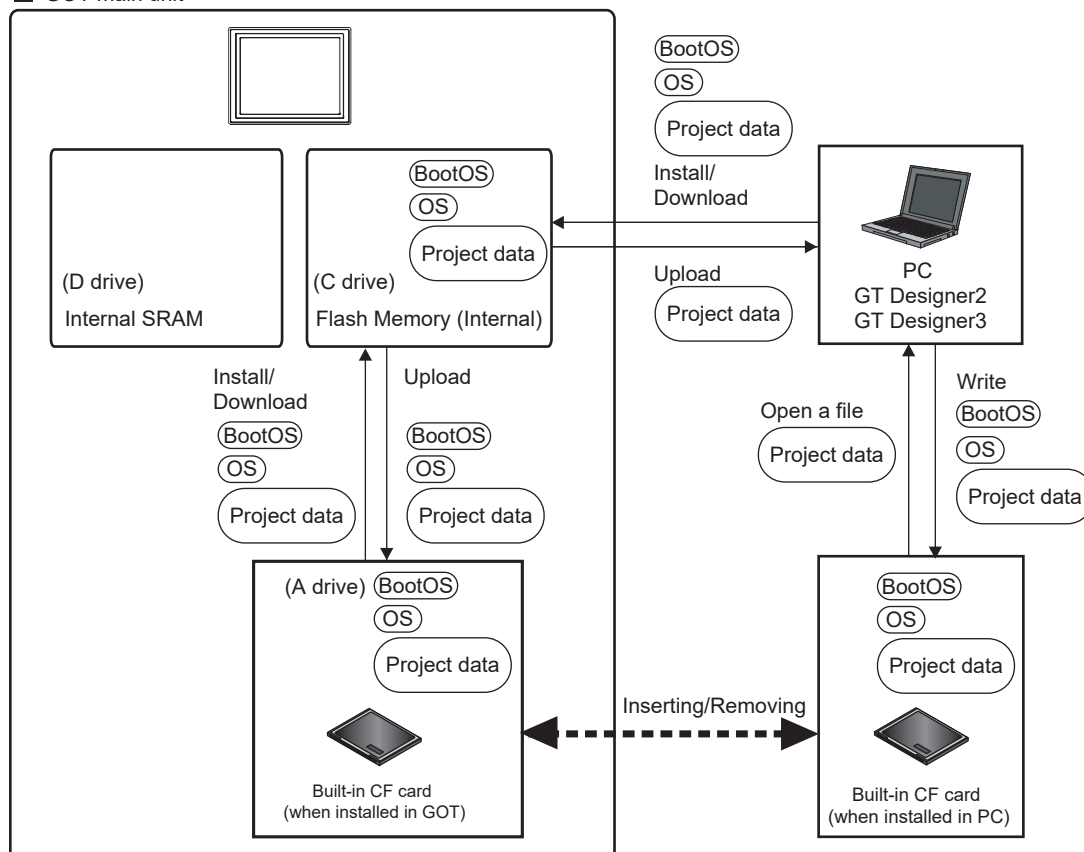 GOT main unit
BootOS
OS
Project data
Install/
Download
BootOS
OS
Project data
(D drive)
Internal SRAM
(C drive)
Flash Memory (Internal)
Upload
Project data
PC
GT Designer2
GT Designer3
Install/
Download
BootOS
OS
Project data
Upload
BootOS
OS
Project data
Open a file
Project data
Write
BootOS
OS
Project data
(A drive)
BootOS
OS
Project data
Built-in CF card
(when installed in GOT)
Inserting/Removing
BootOS
OS
Project data
Built-in CF card
(when installed in PC)